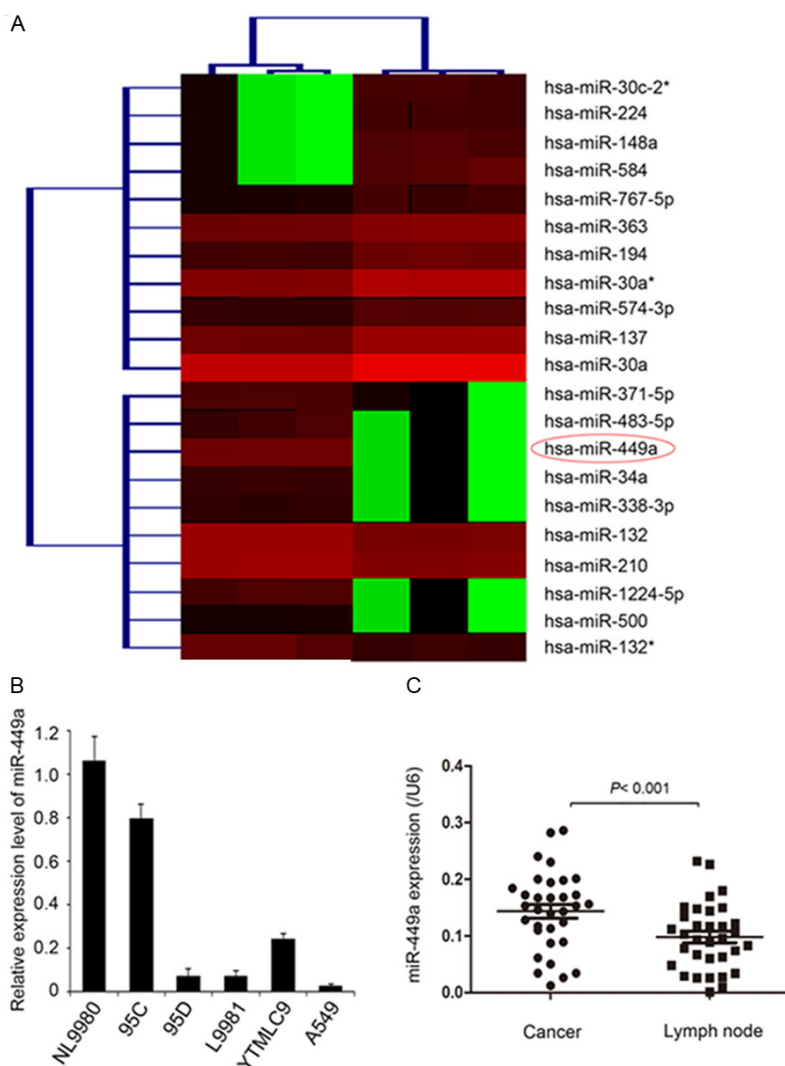 A
hsa-miR-30c-2*
hsa-miR-224
hsa-miR-148a
hsa-miR-584
hsa-miR-767-5p
hsa-miR-363
hsa-miR-194
hsa-miR-30a*
hsa-miR-574-3p
hsa-miR-137
hsa-miR-30a
hsa-miR-371-5p
hsa-miR-483-5p
hsa-miR-449a
hsa-miR-34a
hsa-miR-338-3p
hsa-miR-132
hsa-miR-210
hsa-miR-1224-5p
hsa-miR-500
hsa-miR-132*
B
Relative expression level of miR-449a
1.2
1.0
0.8
0.6
0.4
0.2
0
NL9980
95C
95D
L9981
YTMLC9
A549
C
miR-449a expression (/U6)
0.4
0.3
0.2
0.1
0.0
P< 0.001
Cancer
Lymph node